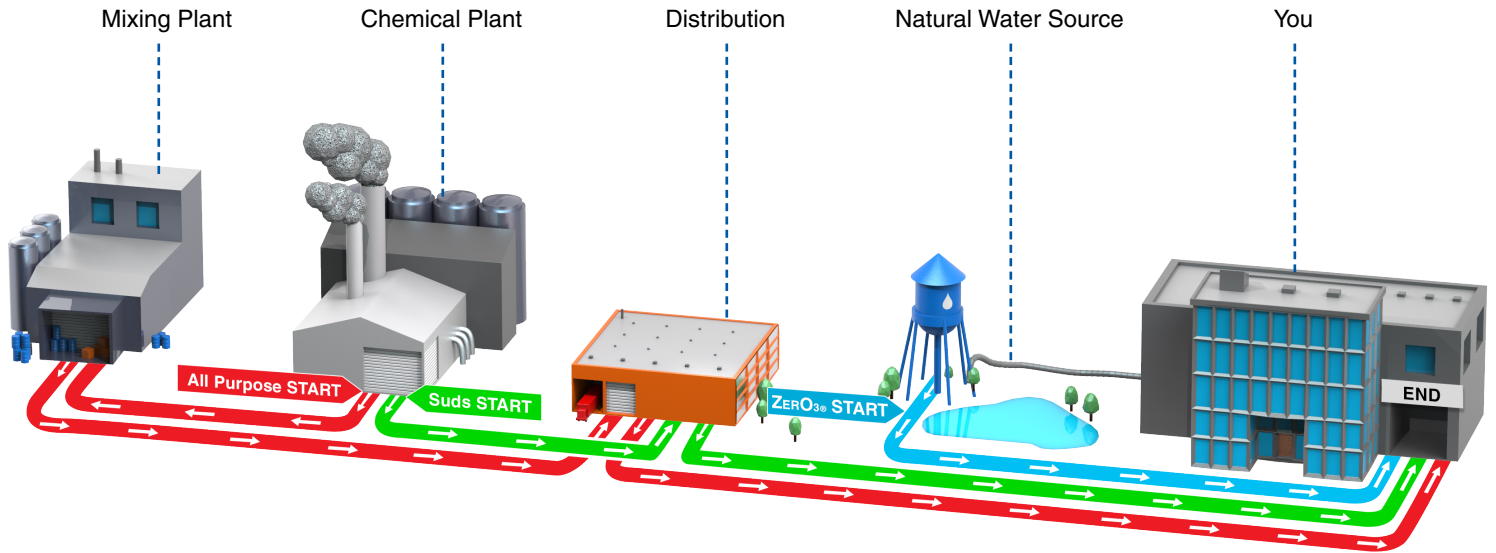 Mixing Plant
Chemical Plant
Distribution
Natural Water Source
You
All Purpose START
Suds START
ZERO3® START
END